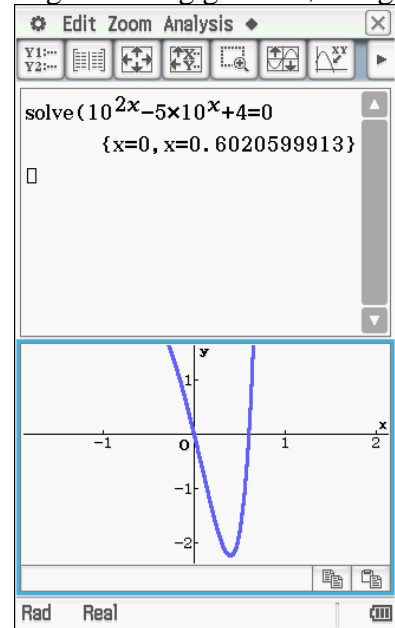 Edit Zoom Analysis
Y1:…
Y2:…
XY
solve(10^2x−5×10^x+4=0
{x=0,x=0.6020599913}
y
1
x
−1 0 1 2
−1
−2
Rad Real